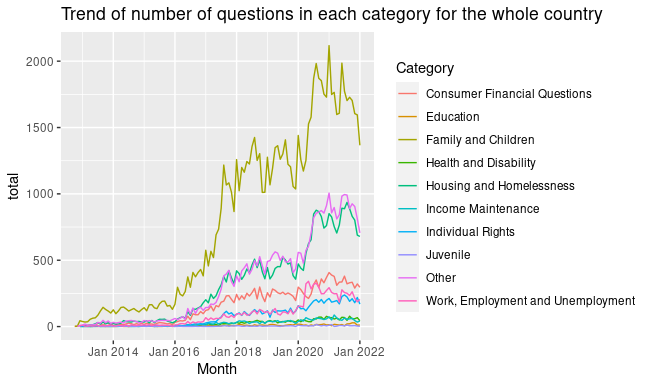 Trend of number of questions in each category for the whole country
2000
1500
1000
500
0
total
Jan 2014 Jan 2016 Jan 2018 Jan 2020 Jan 2022
Month
Category
Consumer Financial Questions
Education
Family and Children
Health and Disability
Housing and Homelessness
Income Maintenance
Individual Rights
Juvenile
Other
Work, Employment and Unemployment